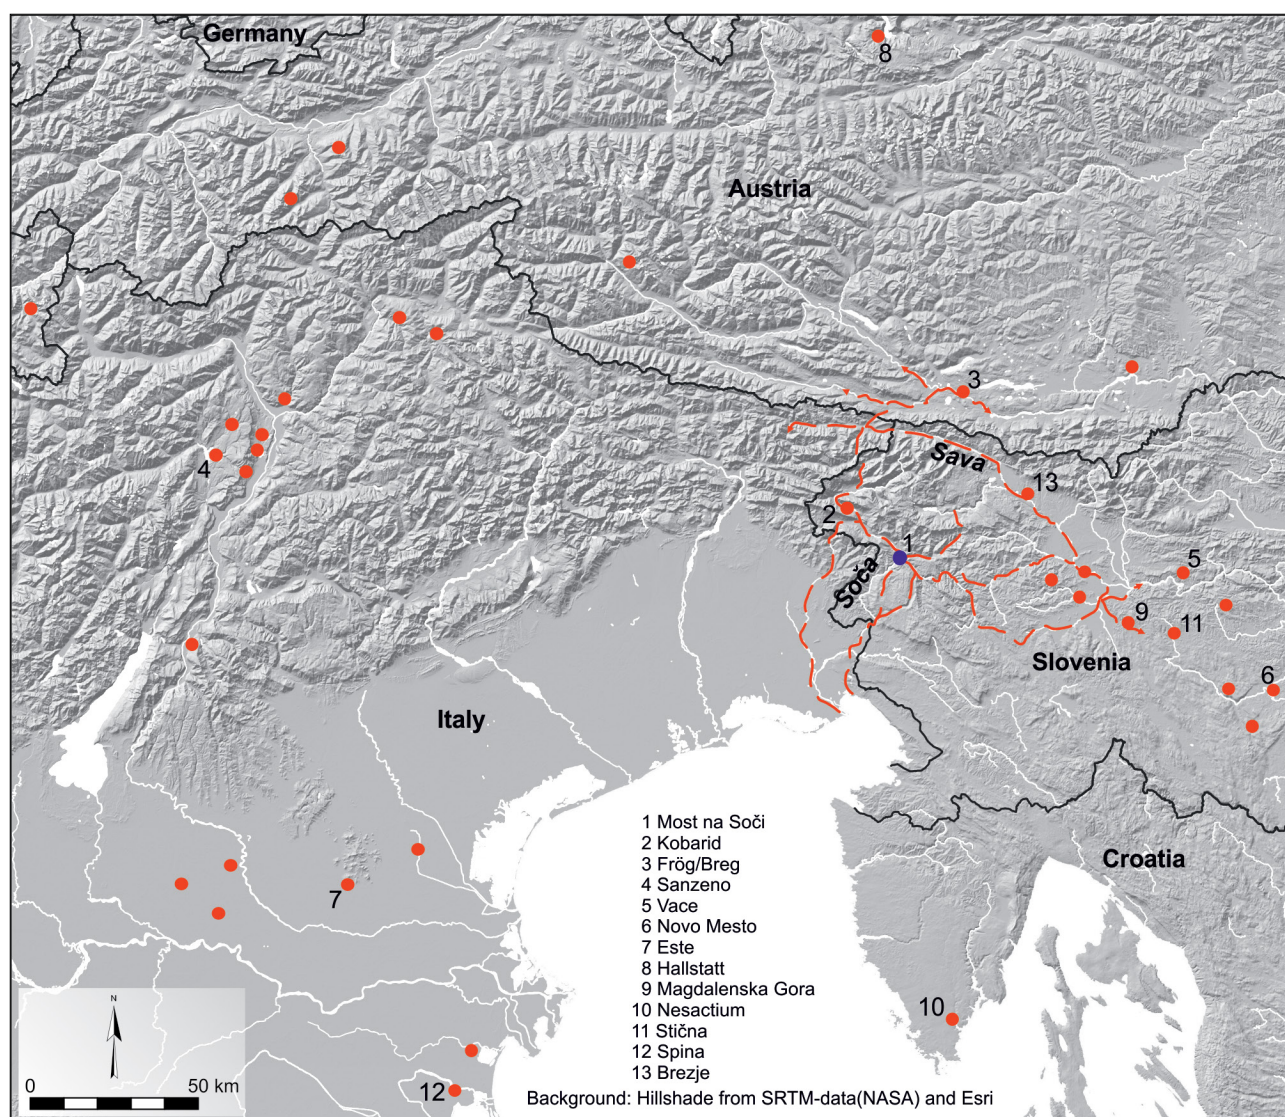 Germany
8
Austria
3
4
Sava
13
2
1
Soča
5
9
11
Slovenia
6
Italy
1 Most na Soči
2 Kobarid
3 Frög/Breg
4 Sanzeno
5 Vace
6 Novo Mesto
7 Este
8 Hallstatt
9 Magdalenska Gora
10 Nesactium
11 Stična
12 Spina
13 Brezje
Croatia
7
10
12
N
0 50 km
Background: Hillshade from SRTM-data(NASA) and Esri